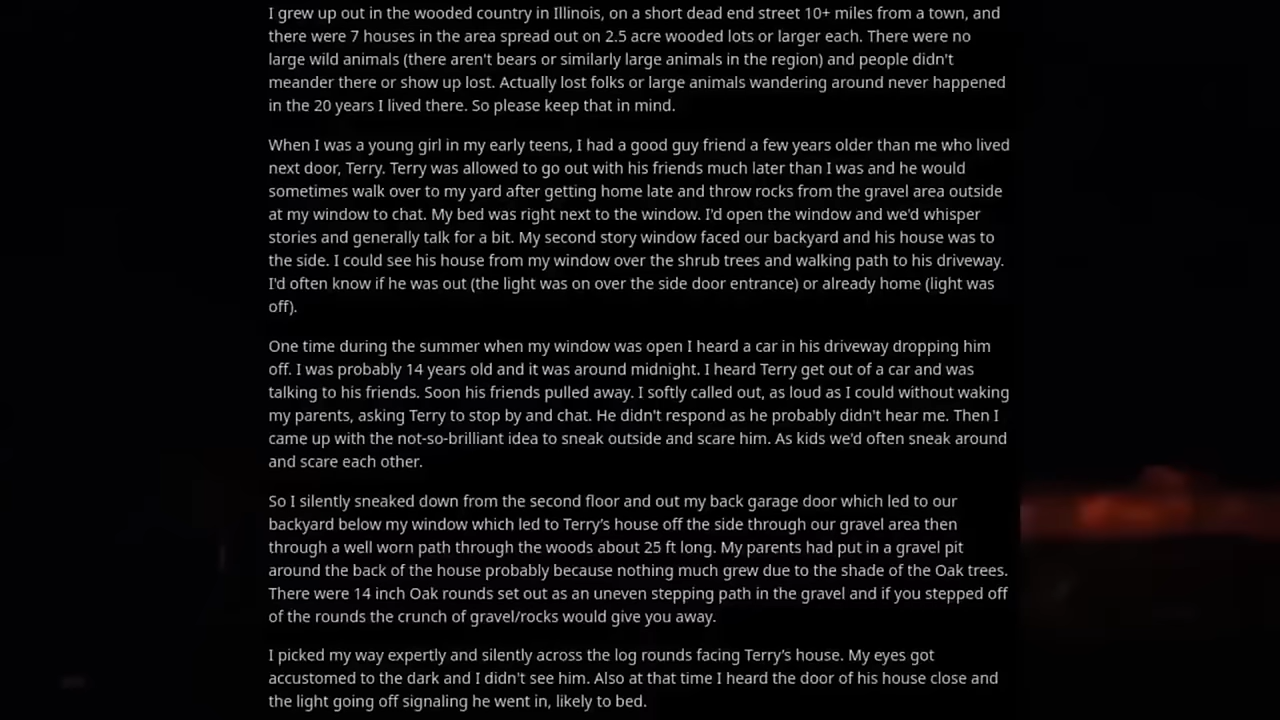 I grew up out in the wooded country in Illinois, on a short dead end street 10+ miles from a town, and
there were 7 houses in the area spread out on 2.5 acre wooded lots or larger each. There were no
large wild animals (there aren't bears or similarly large animals in the region) and people didn't
meander there or show up lost. Actually lost folks or large animals wandering around never happened
in the 20 years I lived there. So please keep that in mind.
When I was a young girl in my early teens, I had a good guy friend a few years older than me who lived
next door, Terry. Terry was allowed to go out with his friends much later than I was and he would
sometimes walk over to my yard after getting home late and throw rocks from the gravel area outside
at my window to chat. My bed was right next to the window. I'd open the window and we'd whisper
stories and generally talk for a bit. My second story window faced our backyard and his house was to
the side. I could see his house from my window over the shrub trees and walking path to his driveway.
I'd often know if he was out (the light was on over the side door entrance) or already home (light was
off).
One time during the summer when my window was open I heard a car in his driveway dropping him
off. I was probably 14 years old and it was around midnight. I heard Terry get out of a car and was
talking to his friends. Soon his friends pulled away. I softly called out, as loud as I could without waking
my parents, asking Terry to stop by and chat. He didn't respond as he probably didn't hear me. Then I
came up with the not-so-brilliant idea to sneak outside and scare him. As kids we'd often sneak around
and scare each other.
So I silently sneaked down from the second floor and out my back garage door which led to our
backyard below my window which led to Terry's house off the side through our gravel area then
through a well worn path through the woods about 25 ft long. My parents had put in a gravel pit
around the back of the house probably because nothing much grew due to the shade of the Oak trees.
There were 14 inch Oak rounds set out as an uneven stepping path in the gravel and if you stepped off
of the rounds the crunch of gravel/rocks would give you away.
I picked my way expertly and silently across the log rounds facing Terry's house. My eyes got
accustomed to the dark and I didn't see him. Also at that time I heard the door of his house close and
the light going off signaling he went in, likely to bed.